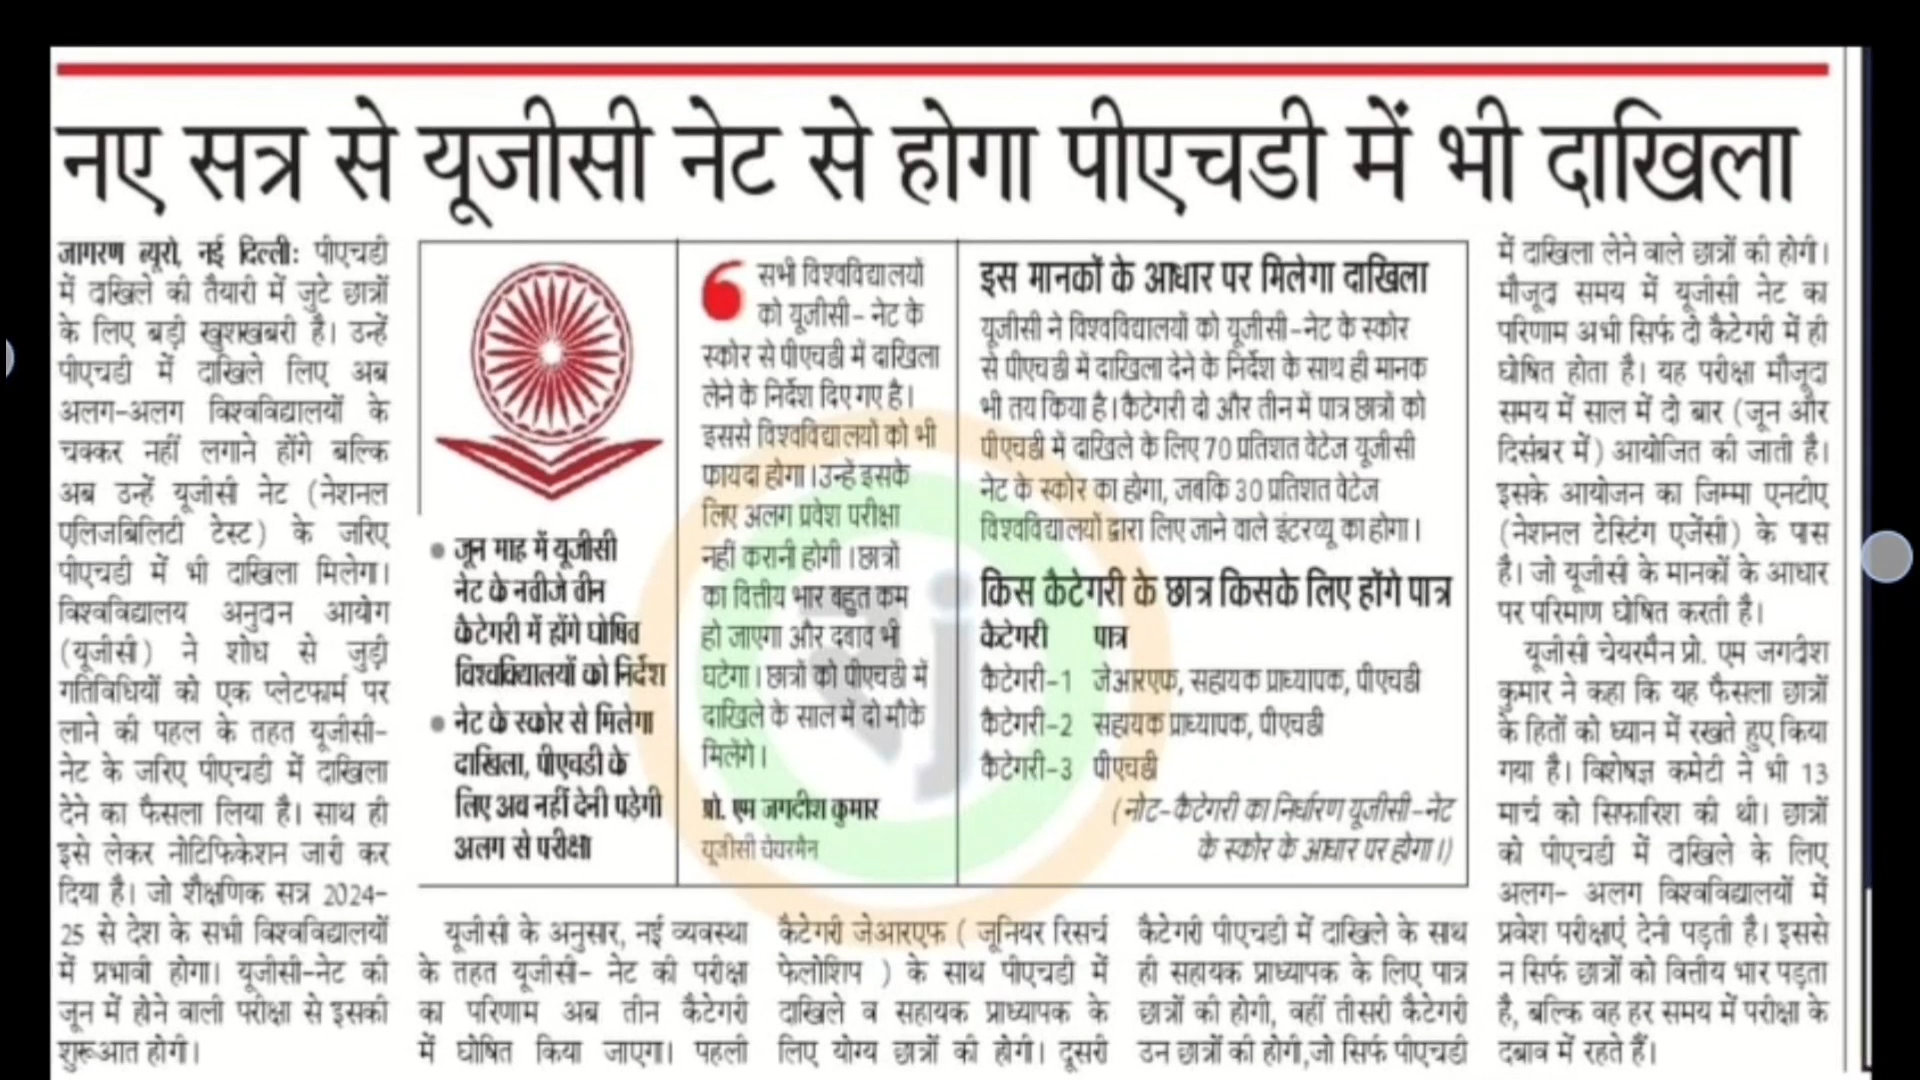 नए सत्र से यूजीसी नेट से होगा पीएचडी में भी दाखिला
जागरण ब्यूरो, नई दिल्ली: पीएचडी
में दाखिले की तैयारी में जुटे छात्रों
के लिए बड़ी खुशखबरी है। उन्हें
पीएचडी में दाखिले लिए अब
अलग-अलग विश्वविद्यालयों के
चक्कर नहीं लगाने होंगे बल्कि
अब उन्हें यूजीसी नेट (नेशनल
एलिजबिलिटी टेस्ट) के जरिए
पीएचडी में भी दाखिला मिलेगा।
विश्वविद्यालय अनुदान आयोग
(यूजीसी) ने शोध से जुड़ी
गतिविधियों को एक प्लेटफार्म पर
लाने की पहल के तहत यूजीसी-
नेट के जरिए पीएचडी में दाखिला
देने का फैसला लिया है। साथ ही
इसे लेकर नोटिफिकेशन जारी कर
दिया है। जो शैक्षणिक सत्र 2024-
25 से देश के सभी विश्वविद्यालयों
में प्रभावी होगा। यूजीसी-नेट की
जून में होने वाली परीक्षा से इसकी
शुरूआत होगी।
जून माह में यूजीसी
नेट के नतीजे तीन
कैटेगरी में होंगे घोषित
विश्वविद्यालयों को निर्देश
नेट के स्कोर से मिलेगा
दाखिला, पीएचडी के
लिए अब नहीं देनी पड़ेगी
अलग से परीक्षा
सभी विश्वविद्यालयों
को यूजीसी- नेट के
स्कोर से पीएचडी में दाखिला
लेने के निर्देश दिए गए है।
इससे विश्वविद्यालयों को भी
फायदा होगा। उन्हें इसके
लिए अलग प्रवेश परीक्षा
नहीं करानी होगी। छात्रों
का वित्तीय भार बहुत कम
हो जाएगा और दबाव भी
घटेगा। छात्रों को पीएचडी में
दाखिले के साल में दो मौके
मिलेंगे।
प्रो. एम जगदीश कुमार
यूजीसी चेयरमैन
इस मानकों के आधार पर मिलेगा दाखिला
यूजीसी ने विश्वविद्यालयों को यूजीसी-नेट के स्कोर
से पीएचडी में दाखिला देने के निर्देश के साथ ही मानक
भी तय किया है। कैटेगरी दो और तीन में पात्र छात्रों को
पीएचडी में दाखिले के लिए 70 प्रतिशत वेटेज यूजीसी
नेट के स्कोर का होगा, जबकि 30 प्रतिशत वेटेज
विश्वविद्यालयों द्वारा लिए जाने वाले इंटरव्यू का होगा।
किस कैटेगरी के छात्र किसके लिए होंगे पात्र
कैटेगरी पात्र
कैटेगरी-1 जेआरएफ, सहायक प्राध्यापक, पीएचडी
कैटेगरी-2 सहायक प्राध्यापक, पीएचडी
कैटेगरी-3 पीएचडी
(नोट-कैटेगरी का निर्धारण यूजीसी-नेट
के स्कोर के आधार पर होगा।)
यूजीसी के अनुसार, नई व्यवस्था
के तहत यूजीसी- नेट की परीक्षा
का परिणाम अब तीन कैटेगरी
में घोषित किया जाएगा। पहली
कैटेगरी जेआरएफ ( जूनियर रिसर्च
फेलोशिप ) के साथ पीएचडी में
दाखिले व सहायक प्राध्यापक के
लिए योग्य छात्रों की होगी। दूसरी
कैटेगरी पीएचडी में दाखिले के साथ
ही सहायक प्राध्यापक के लिए पात्र
छात्रों की होगी, वहीं तीसरी कैटेगरी
उन छात्रों की होगी,जो सिर्फ पीएचडी
में दाखिला लेने वाले छात्रों की होगी।
मौजूद समय में यूजीसी नेट का
परिणाम अभी सिर्फ दो कैटेगरी में ही
घोषित होता है। यह परीक्षा मौजूदा
समय में साल में दो बार (जून और
दिसंबर में) आयोजित की जाती है।
इसके आयोजन का जिम्मा एनटीए
(नेशनल टेस्टिंग एजेंसी) के पास
है। जो यूजीसी के मानकों के आधार
पर परिमाण घोषित करती है।
यूजीसी चेयरमैन प्रो. एम जगदीश
कुमार ने कहा कि यह फैसला छात्रों
के हितों को ध्यान में रखते हुए किया
गया है। विशेषज्ञ कमेटी ने भी 13
मार्च को सिफारिश की थी। छात्रों
को पीएचडी में दाखिले के लिए
अलग- अलग विश्वविद्यालयों में
प्रवेश परीक्षाएं देनी पड़ती है। इससे
न सिर्फ छात्रों को वित्तीय भार पड़ता
है, बल्कि वह हर समय में परीक्षा के
दबाव में रहते हैं।